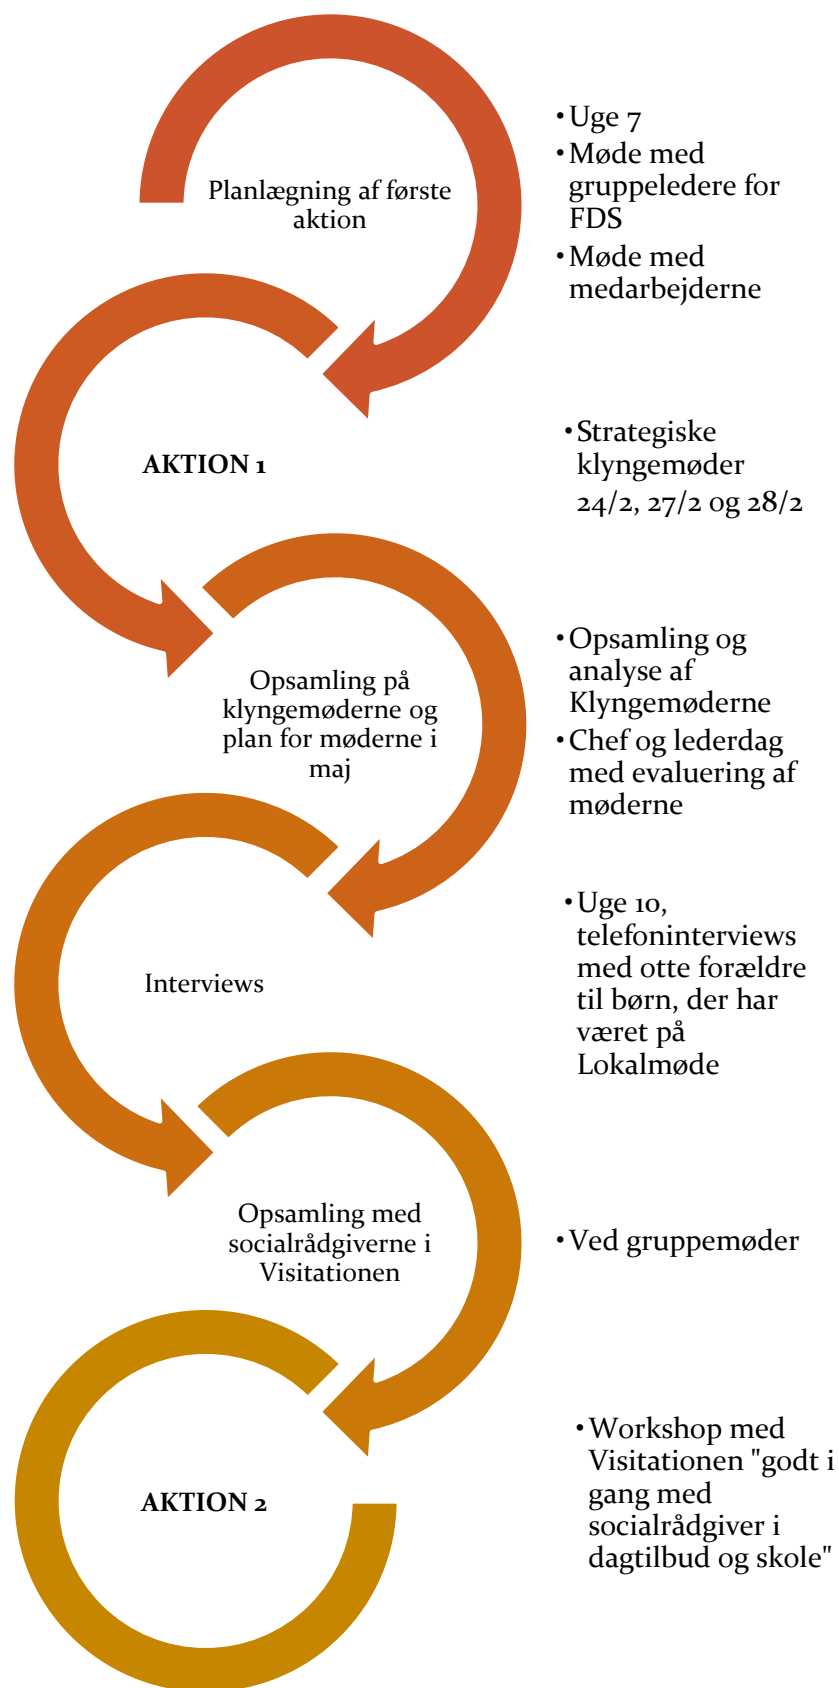 Planlægning af første
aktion
• Uge 7
• Møde med
gruppeledere for
FDS
• Møde med
medarbejderne
AKTION 1
• Strategiske
klyngemøder
24/2, 27/2 og 28/2
Opsamling på
klyngemøderne og
plan for møderne i
maj
• Opsamling og
analyse af
Klyngemøderne
• Chef og lederdag
med evaluering af
møderne
Interviews
• Uge 10,
telefoninterviews
med otte forældre
til børn, der har
været på
Lokalmøde
Opsamling med
socialrådgiverne i
Visitationen
• Ved gruppemøder
AKTION 2
• Workshop med
Visitationen "godt i
gang med
socialrådgiver i
dagtilbud og skole"